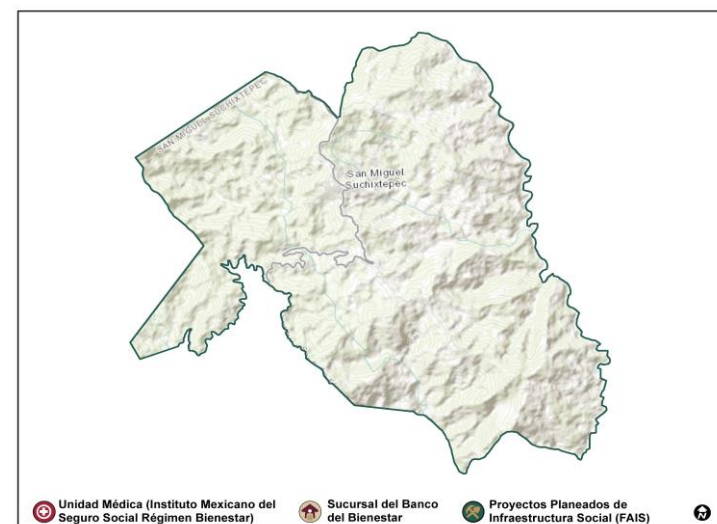 SAN MIGUEL SUCHIXTEPEC
San Miguel
Suchixtepec
Unidad Médica (Instituto Mexicano del
Seguro Social Régimen Bienestar)
Sucursal del Banco
del Bienestar
Proyectos Planeados de
Infraestructura Social (FAIS)
N